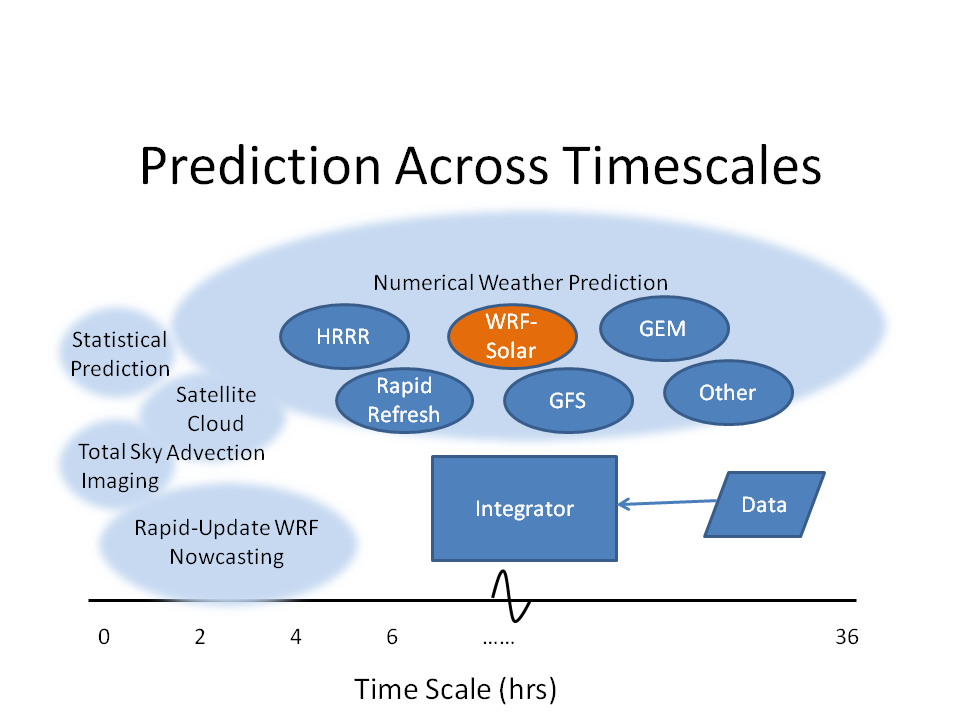 Prediction Across Timescales
Numerical Weather Prediction
HRRR
WRF-
Solar
GEM
Rapid
Refresh
GFS
Other
Statistical
Prediction
Satellite
Cloud
Advection
Total Sky
Imaging
Rapid-Update WRF
Nowcasting
Integrator
Data
0 2 4 6 ...... 36
Time Scale (hrs)